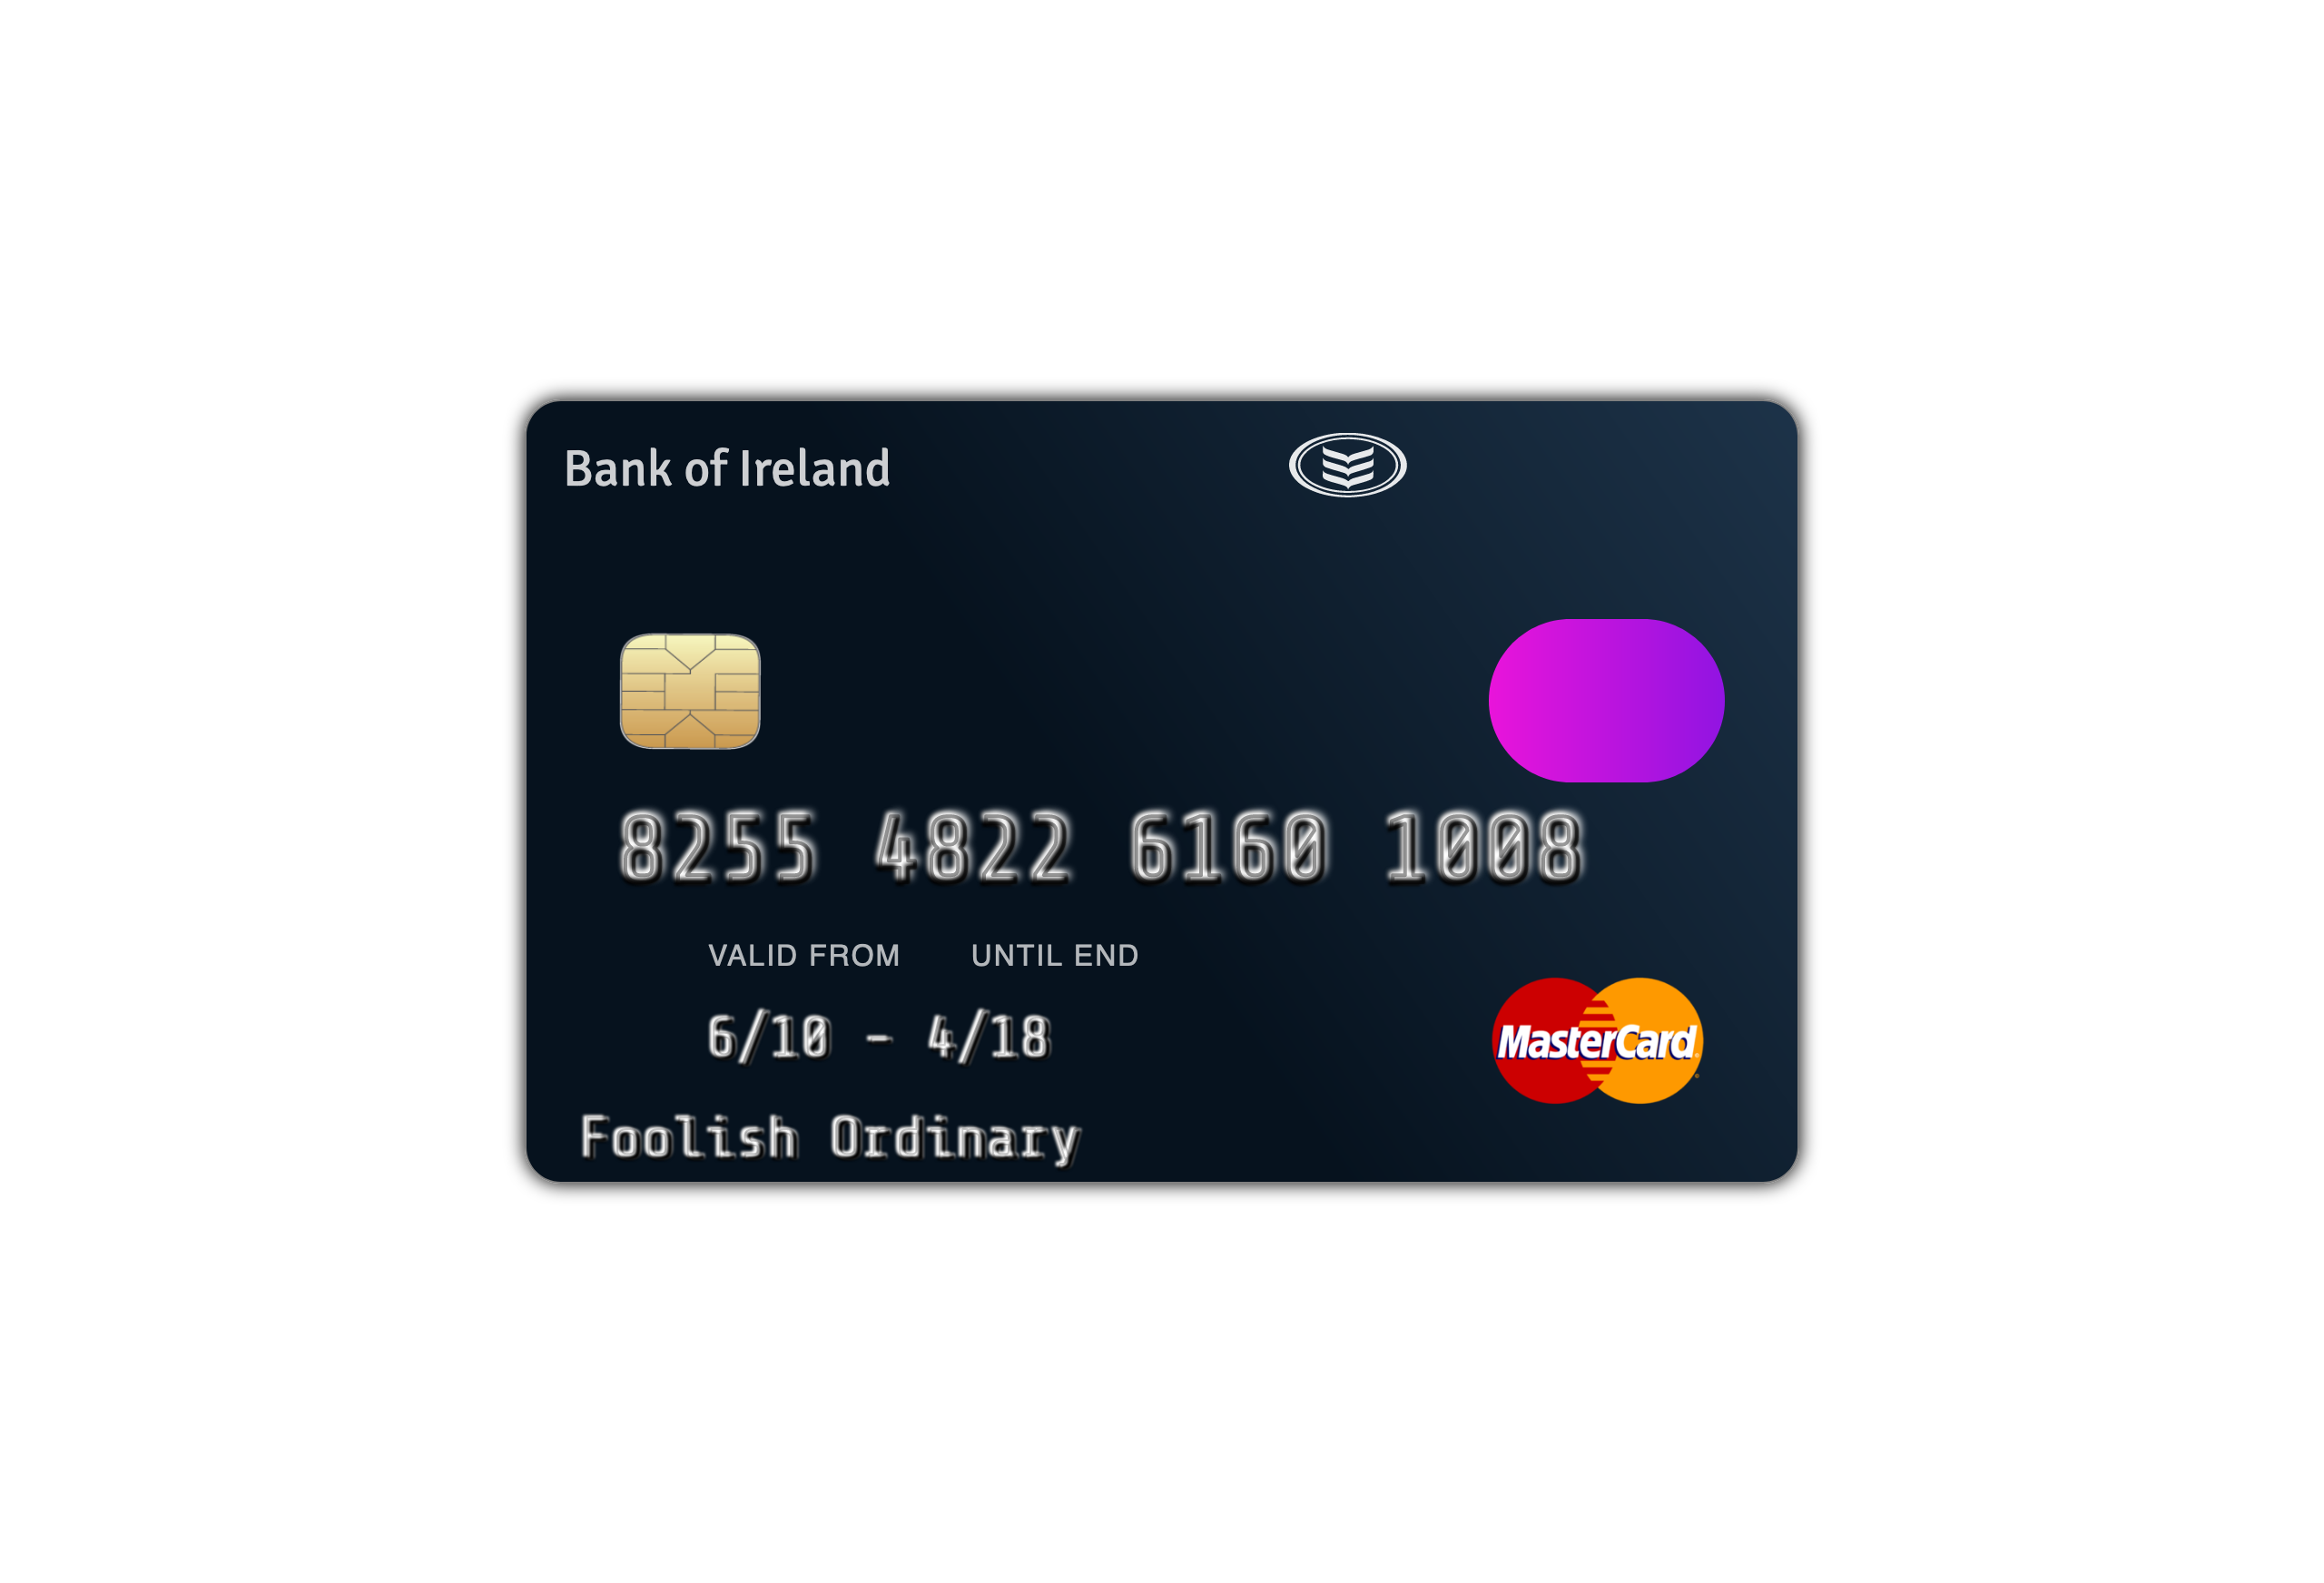 Bank of Ireland
8255 4822 6160 1008
VALID FROM UNTIL END
6/10 - 4/18
MasterCard
Foolish Ordinary